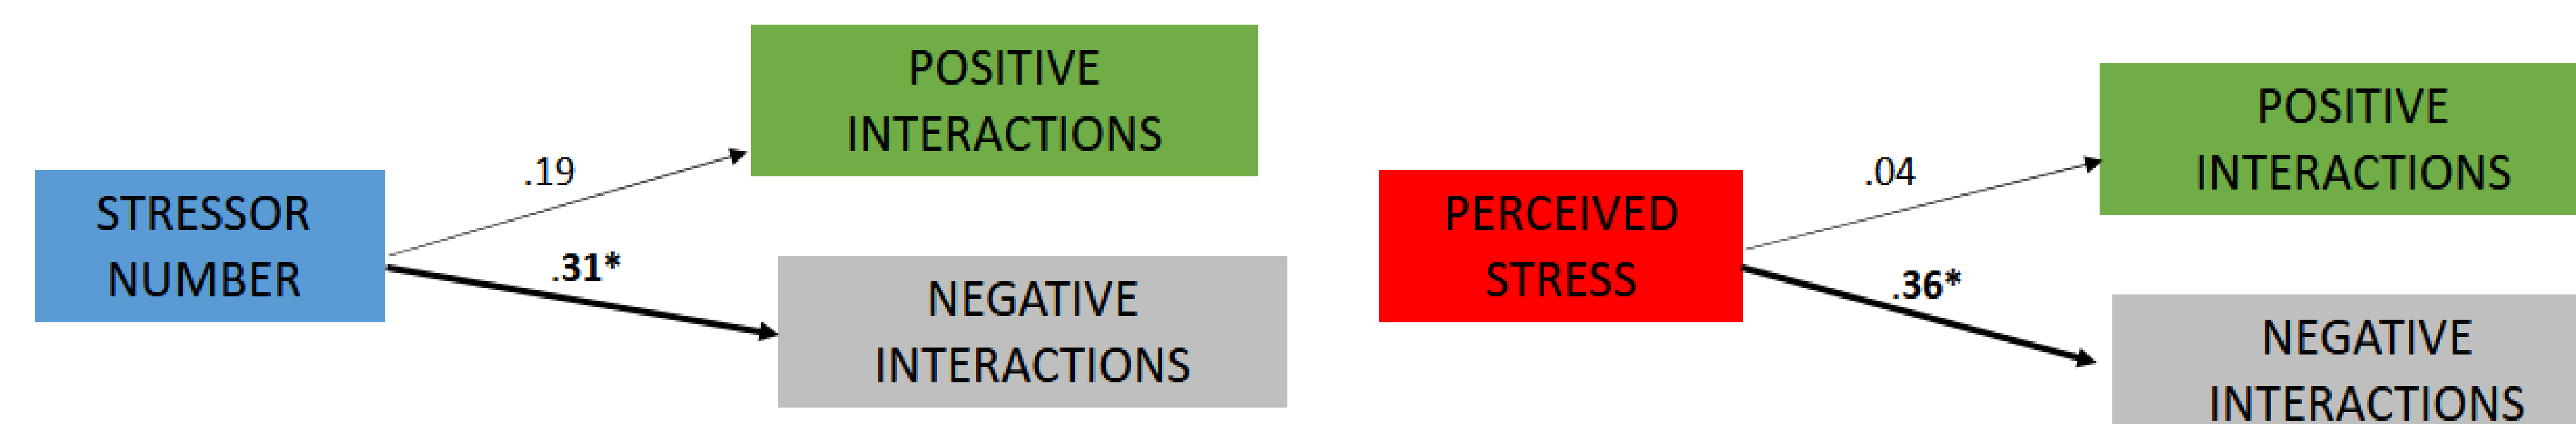 STRESSOR
NUMBER
.19
.31*
POSITIVE
INTERACTIONS
NEGATIVE
INTERACTIONS
PERCEIVED
STRESS
.04
.36*
POSITIVE
INTERACTIONS
NEGATIVE
INTERACTIONS